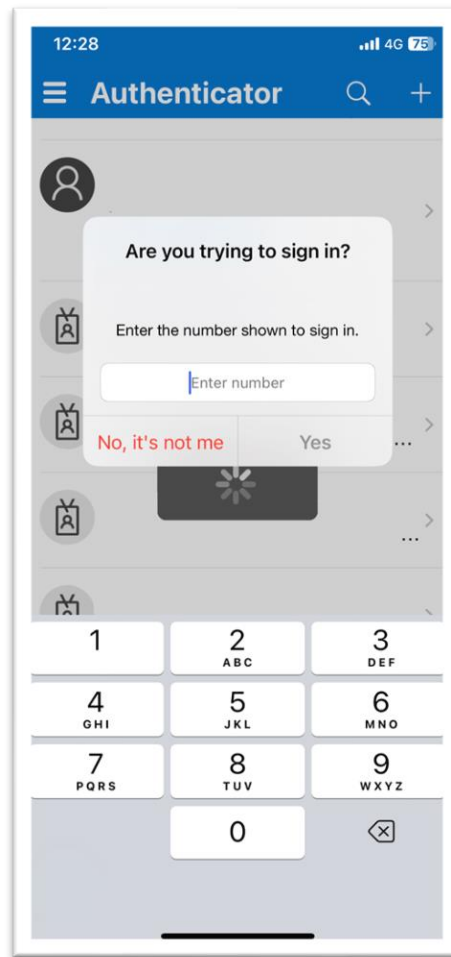 12:28
4G 75
Authenticator
Are you trying to sign in?
Enter the number shown to sign in.
Enter number
No, it's not me Yes
...
...
1 2 3
ABC DEF
4 5 6
GHI JKL MNO
7 8 9
PQRS TUV WXYZ
0